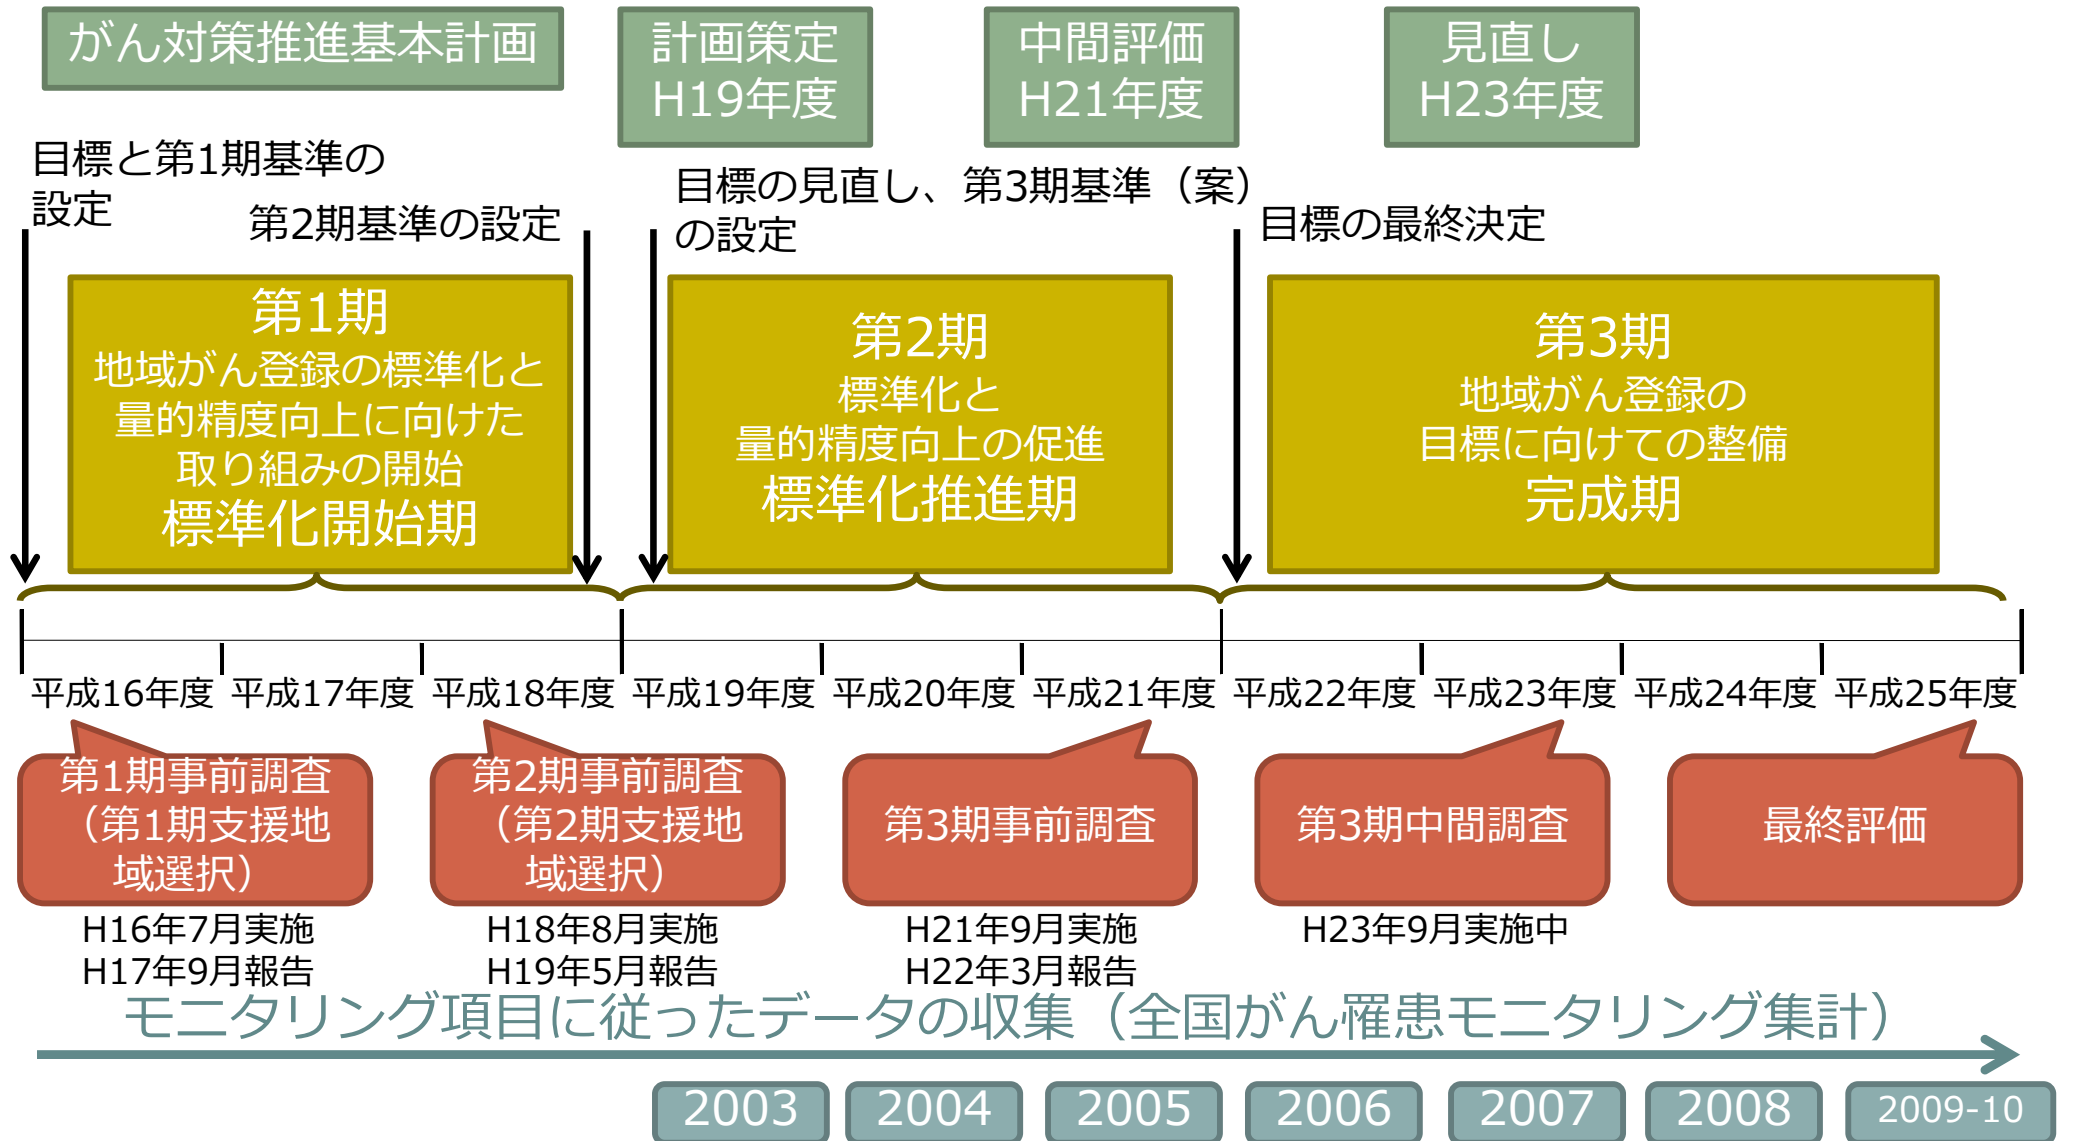 がん対策推進基本計画
計画策定
H19年度
中間評価
H21年度
見直し
H23年度
目標と第1期基準の
設定
第2期基準の設定
目標の見直し、第3期基準（案）
の設定
目標の最終決定
第1期
地域がん登録の標準化と
量的精度向上に向けた
取り組みの開始
標準化開始期
第2期
標準化と
量的精度向上の促進
標準化推進期
第3期
地域がん登録の
目標に向けての整備
完成期
平成16年度 平成17年度 平成18年度 平成19年度 平成20年度 平成21年度 平成22年度 平成23年度 平成24年度 平成25年度
第1期事前調査
（第1期支援地
域選択）
第2期事前調査
（第2期支援地
域選択）
第3期事前調査
第3期中間調査
最終評価
H16年7月実施
H17年9月報告
H18年8月実施
H19年5月報告
H21年9月実施
H22年3月報告
H23年9月実施中
モニタリング項目に従ったデータの収集（全国がん罹患モニタリング集計）
2003 2004 2005 2006 2007 2008 2009-10